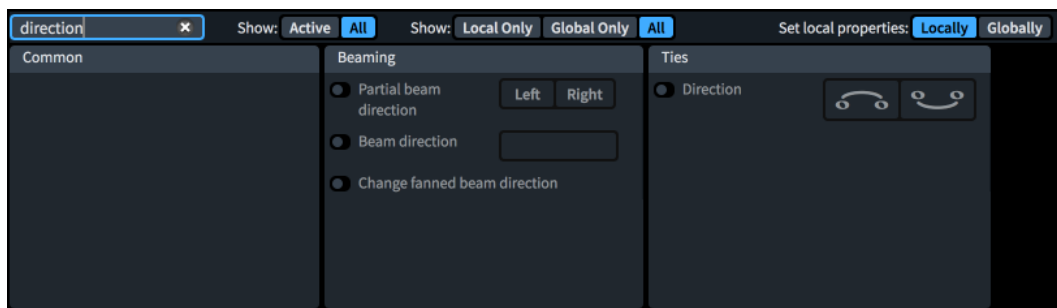 direction Show: Active All Show: Local Only Global Only All Set local properties: Locally Globally
Common
Beaming
Partial beam
direction
Left Right
Beam direction
Change fanned beam direction
Ties
Direction